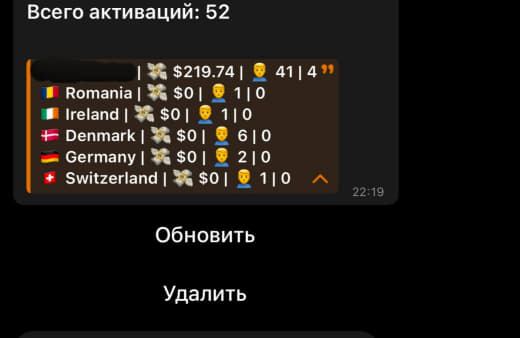 Всего активаций: 52
| 💸 $219.74 | 🙎‍♂️ 41 | 4
🇷🇴 Romania | 💸 $0 | 🙎‍♂️ 1 | 0
🇮🇪 Ireland | 💸 $0 | 🙎‍♂️ 1 | 0
🇩🇰 Denmark | 💸 $0 | 🙎‍♂️ 6 | 0
🇩🇪 Germany | 💸 $0 | 🙎‍♂️ 2 | 0
🇨🇭 Switzerland | 💸 $0 | 🙎‍♂️ 1 | 0
22:19
Обновить
Удалить